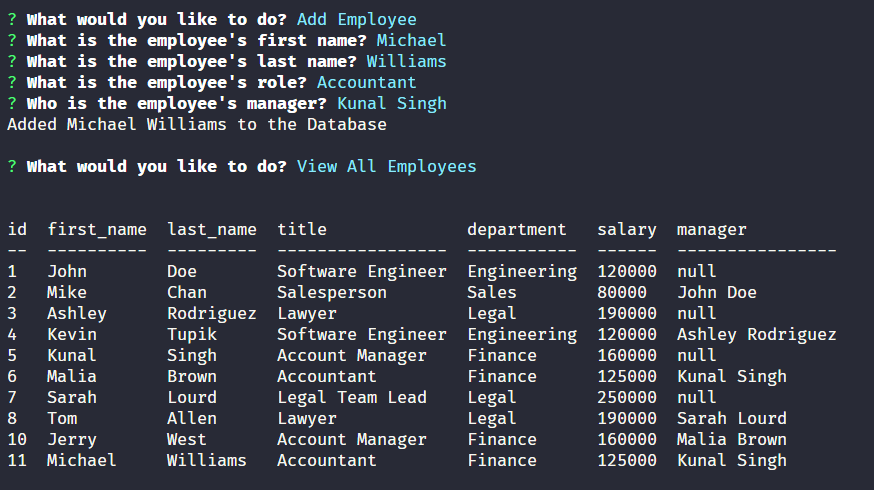 ? What would you like to do? Add Employee
? What is the employee's first name? Michael
? What is the employee's last name? Williams
? What is the employee's role? Accountant
? Who is the employee's manager? Kunal Singh
Added Michael Williams to the Database
? What would you like to do? View All Employees
id  first_name  last_name  title              department   salary  manager
--  ----------  ---------  -----------------  -----------  ------  ----------------
1   John        Doe        Software Engineer  Engineering  120000  null
2   Mike        Chan       Salesperson        Sales        80000   John Doe
3   Ashley      Rodriguez  Lawyer             Legal        190000  null
4   Kevin       Tupik      Software Engineer  Engineering  120000  Ashley Rodriguez
5   Kunal       Singh      Account Manager    Finance      160000  null
6   Malia       Brown      Accountant         Finance      125000  Kunal Singh
7   Sarah       Lourd      Legal Team Lead    Legal        250000  null
8   Tom         Allen      Lawyer             Legal        190000  Sarah Lourd
10  Jerry       West       Account Manager    Finance      160000  Malia Brown
11  Michael     Williams   Accountant         Finance      125000  Kunal Singh